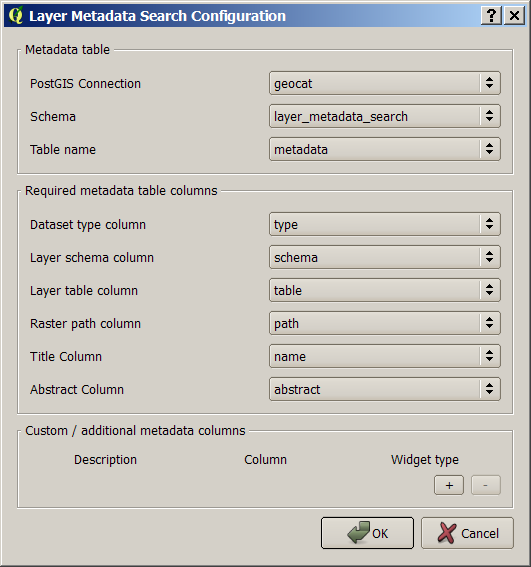 Layer Metadata Search Configuration ? X
Metadata table
PostGIS Connection geocat
Schema layer_metadata_search
Table name metadata
Required metadata table columns
Dataset type column type
Layer schema column schema
Layer table column table
Raster path column path
Title Column name
Abstract Column abstract
Custom / additional metadata columns
Description Column Widget type
+ -
OK Cancel